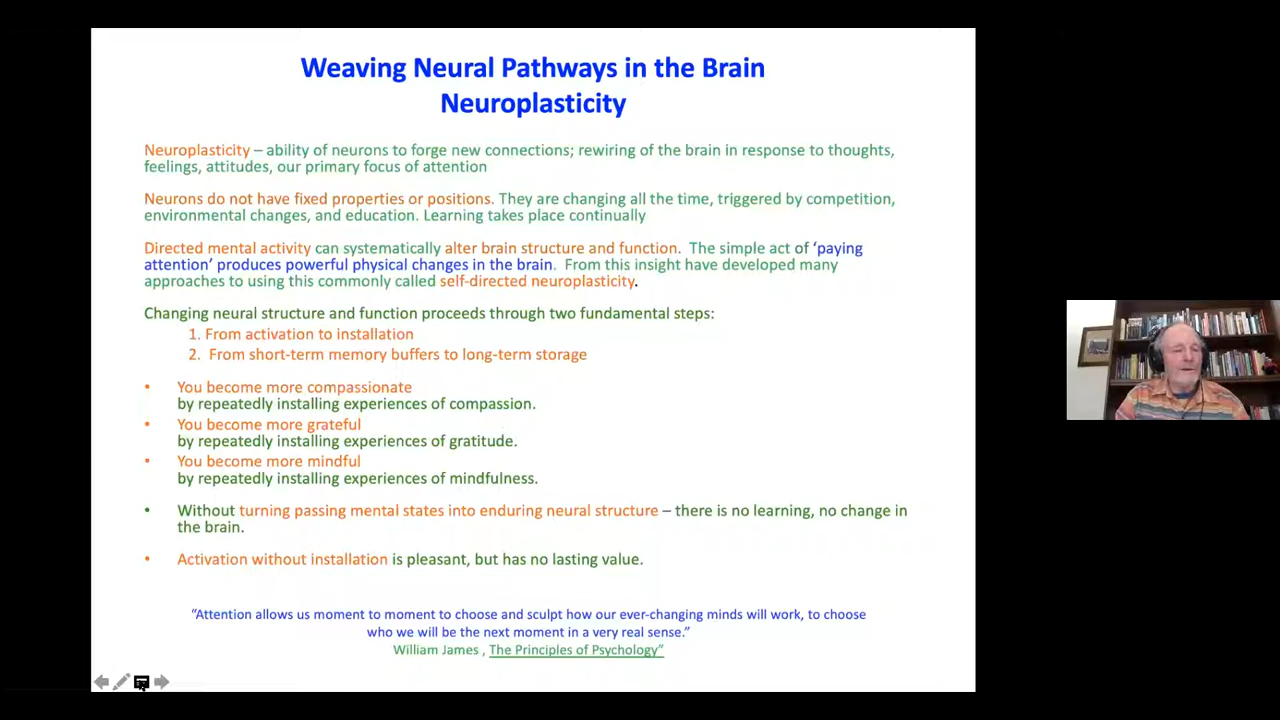 Weaving Neural Pathways in the Brain
Neuroplasticity
Neuroplasticity – ability of neurons to forge new connections; rewiring of the brain in response to thoughts,
feelings, attitudes, our primary focus of attention
Neurons do not have fixed properties or positions. They are changing all the time, triggered by competition,
environmental changes, and education. Learning takes place continually
Directed mental activity can systematically alter brain structure and function. The simple act of ‘paying
attention’ produces powerful physical changes in the brain. From this insight have developed many
approaches to using this commonly called self-directed neuroplasticity.
Changing neural structure and function proceeds through two fundamental steps:
1. From activation to installation
2. From short-term memory buffers to long-term storage
• You become more compassionate
by repeatedly installing experiences of compassion.
• You become more grateful
by repeatedly installing experiences of gratitude.
• You become more mindful
by repeatedly installing experiences of mindfulness.
• Without turning passing mental states into enduring neural structure – there is no learning, no change in
the brain.
• Activation without installation is pleasant, but has no lasting value.
“Attention allows us moment to moment to choose and sculpt how our ever-changing minds will work, to choose
who we will be the next moment in a very real sense.”
William James , The Principles of Psychology”